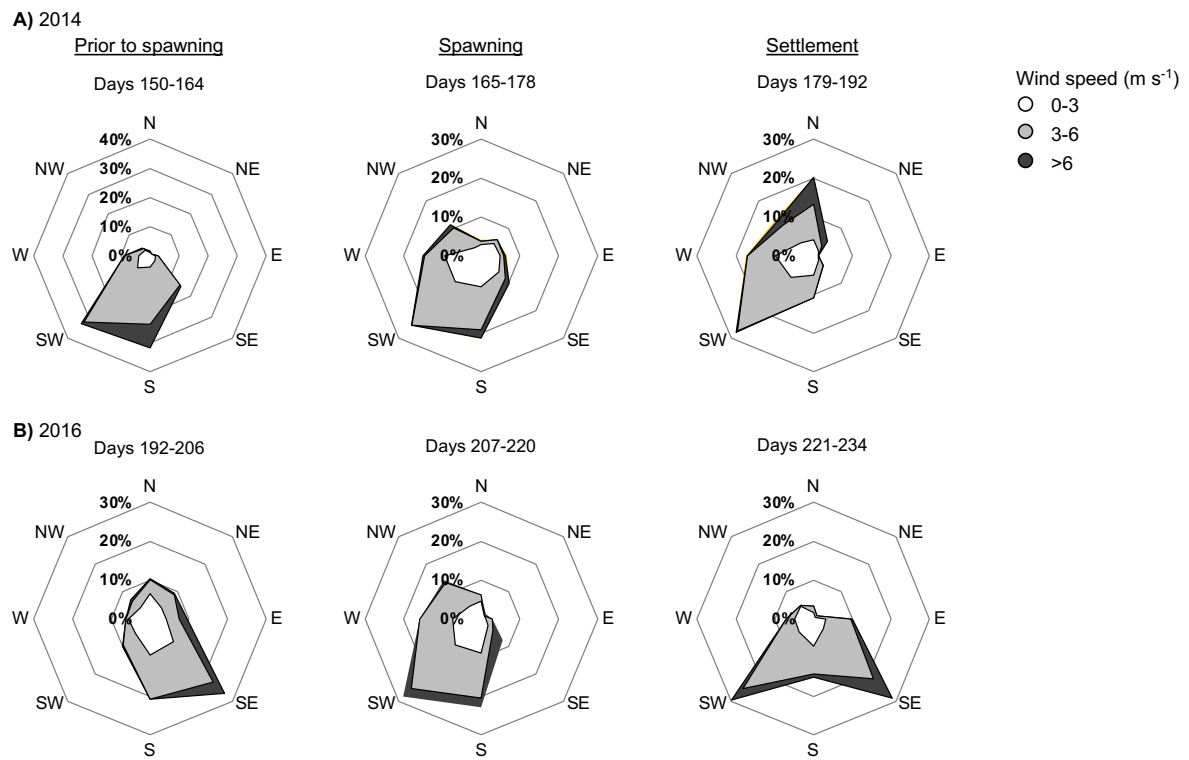 A) 2014
Prior to spawning
Spawning
Settlement
Days 150-164
Days 165-178
Days 179-192
Wind speed (m s-1)
0-3
3-6
>6
N
40%
NW
NE
30%
20%
10%
W
0%
E
SW
SE
S
N
30%
NW
NE
20%
10%
W
0%
E
SW
SE
S
N
30%
NW
NE
20%
10%
W
0%
E
SW
SE
S
B) 2016
Days 192-206
Days 207-220
Days 221-234
N
30%
NW
NE
20%
10%
W
0%
E
SW
SE
S
N
30%
NW
NE
20%
10%
W
0%
E
SW
SE
S
N
30%
NW
NE
20%
10%
W
0%
E
SW
SE
S